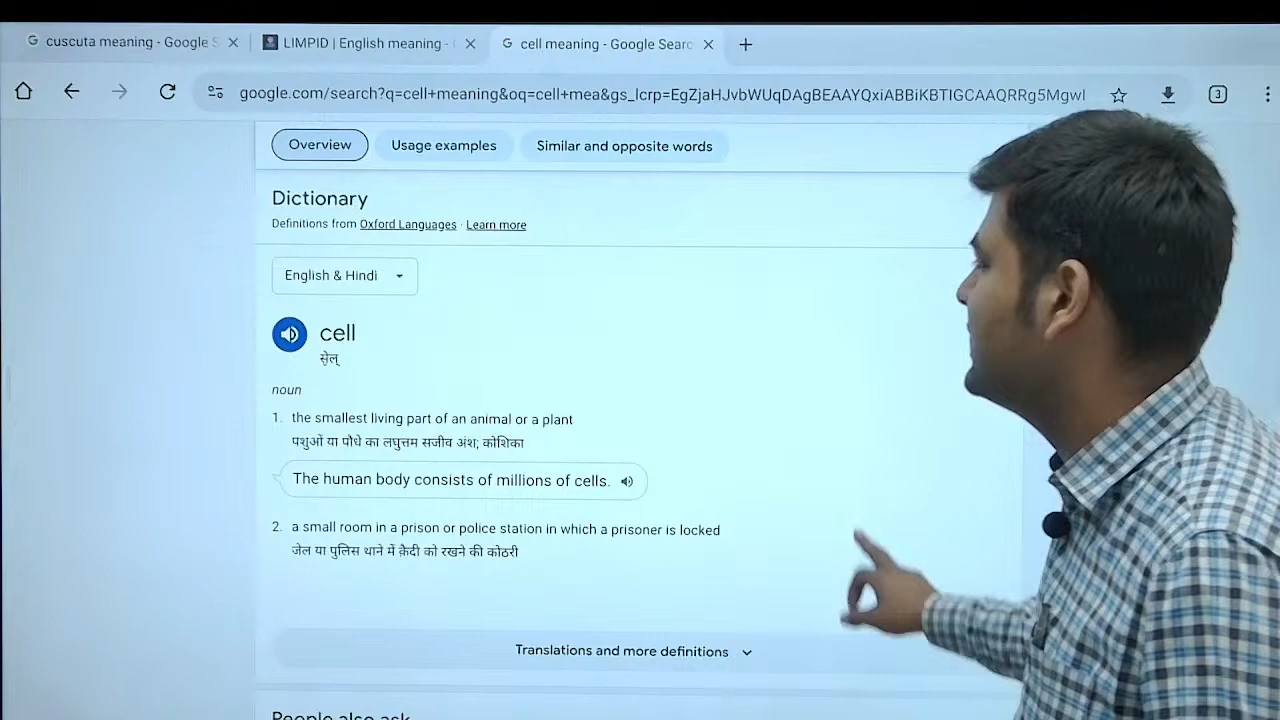 cuscuta meaning - Google S
LIMPID | English meaning -
cell meaning - Google Searc
google.com/search?q=cell+meaning&oq=cell+mea&gs_lcrp=EgZjaHJvbWUqDAgBEAAYQxiABBiKBTIGCAAQRRg5Mgwl
3
Overview
Usage examples
Similar and opposite words
Dictionary
Definitions from Oxford Languages · Learn more
English & Hindi
cell
से़ल्
noun
1. the smallest living part of an animal or a plant
पशुओं या पौधे का लघुत्तम सजीव अंश; कोशिका
The human body consists of millions of cells.
2. a small room in a prison or police station in which a prisoner is locked
जेल या पुलिस थाने में क़ैदी को रखने की कोठरी
Translations and more definitions
People also ask